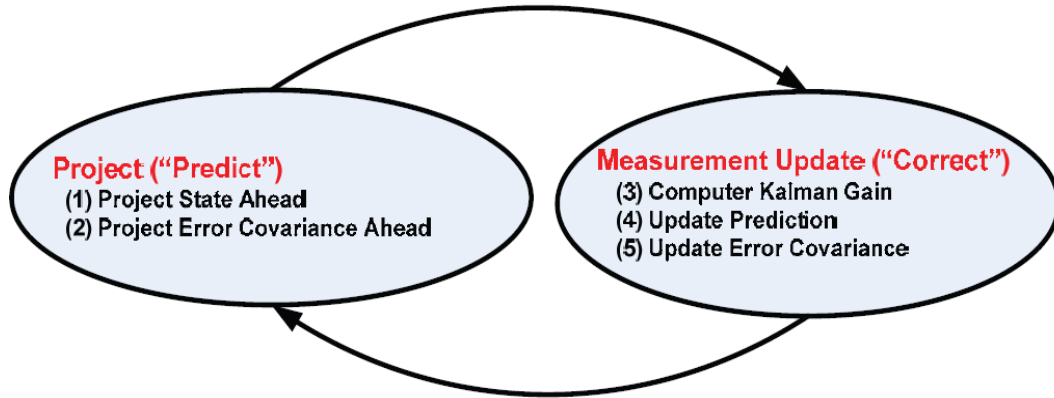 Project (“Predict”)
(1) Project State Ahead
(2) Project Error Covariance Ahead
Measurement Update (“Correct”)
(3) Computer Kalman Gain
(4) Update Prediction
(5) Update Error Covariance